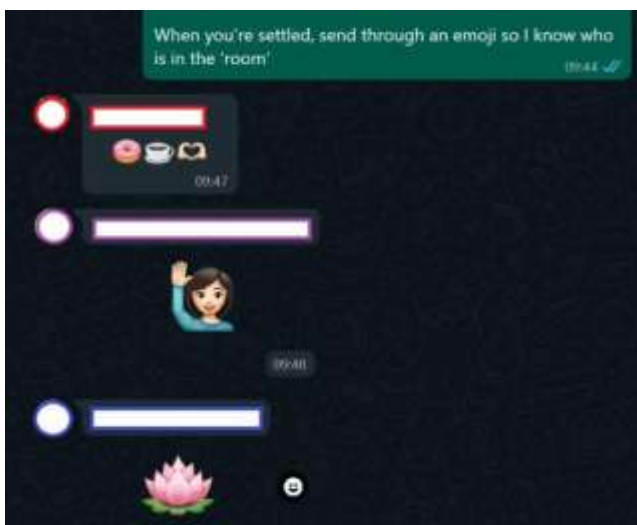 When you're settled, send through an emoji so I know who
is in the 'room'
09:44
09:47
09:48